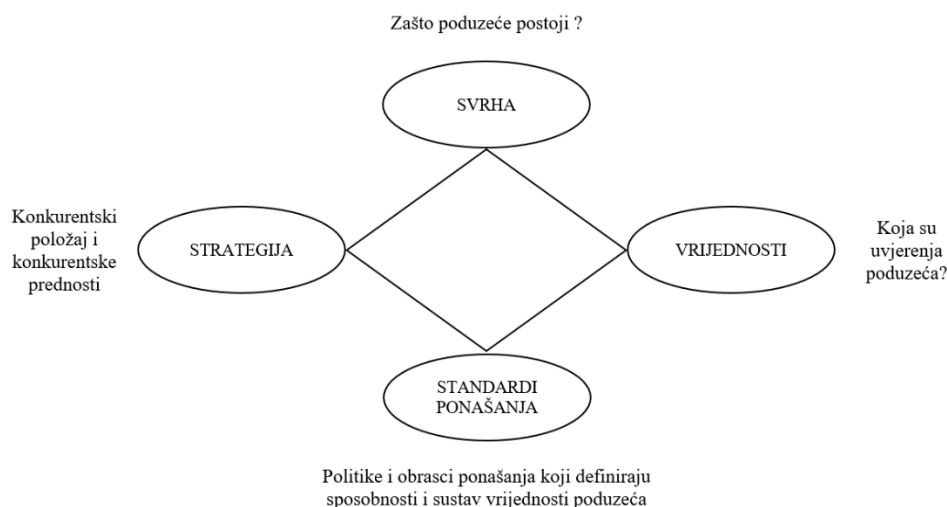 Zašto poduzeće postoji ?
SVRHA
Konkurentski
položaj i
konkurentske
prednosti
STRATEGIJA
VRIJEDNOSTI
Koja su
uvjerenja
poduzeća?
STANDARDI
PONAŠANJA
Politike i obrasci ponašanja koji definiraju
sposobnosti i sustav vrijednosti poduzeća